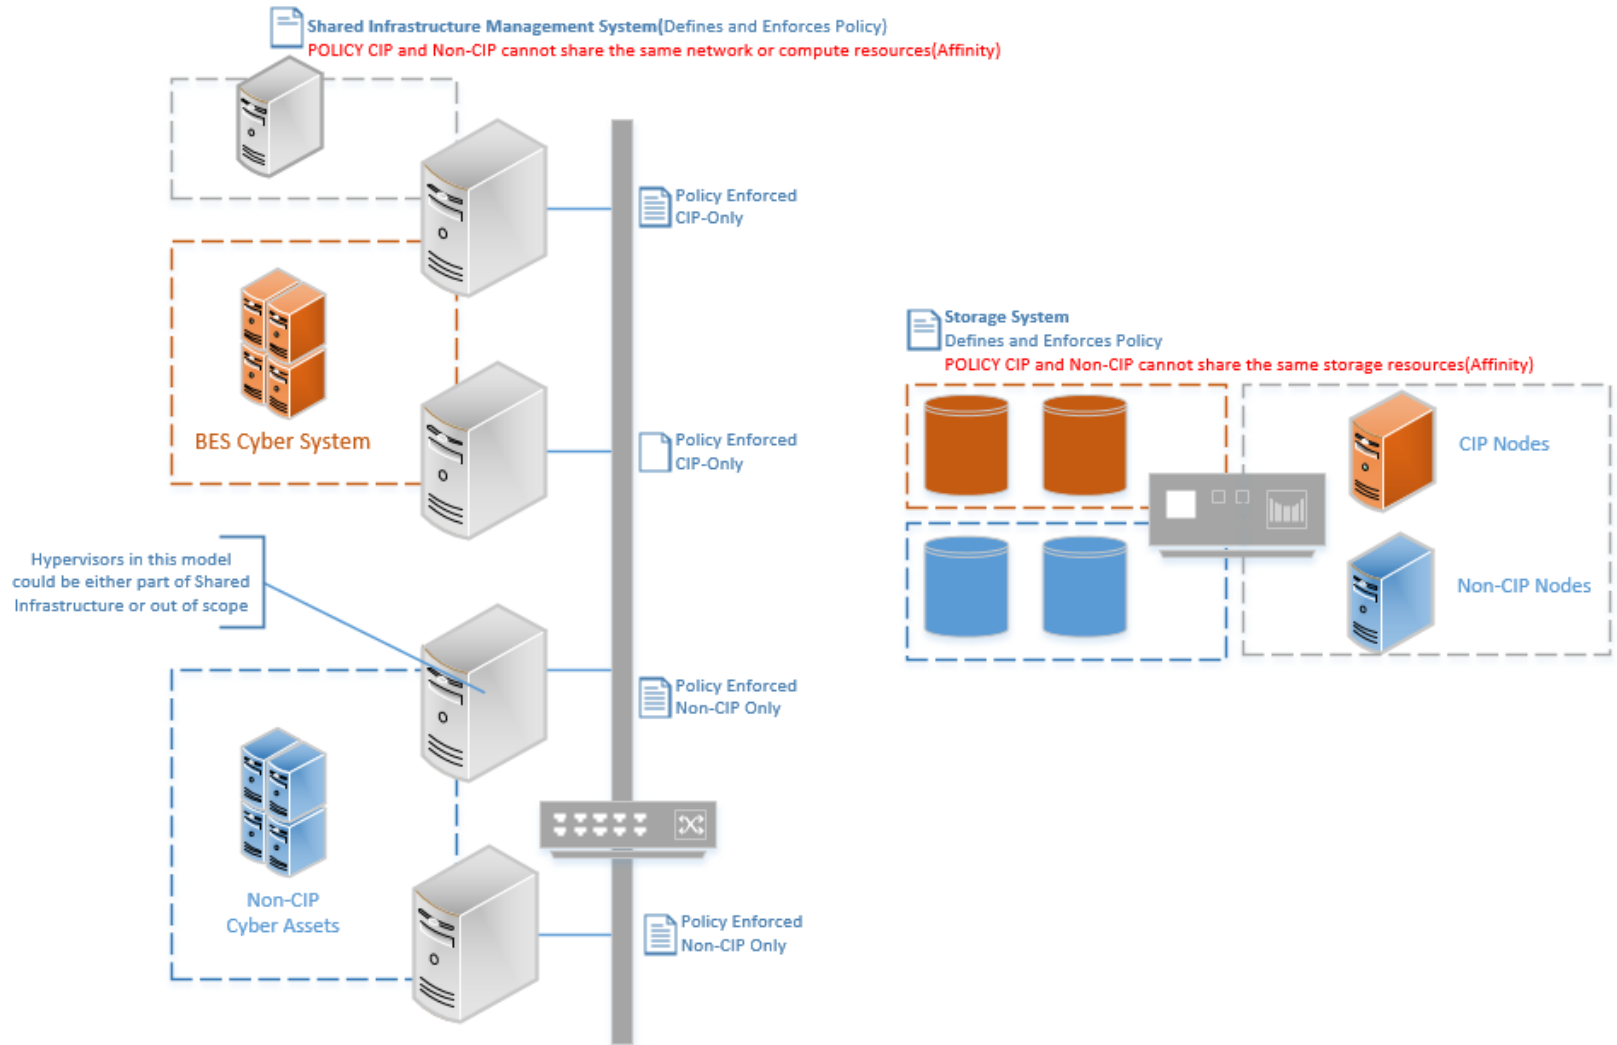 Shared Infrastructure Management System(Defines and Enforces Policy)
POLICY CIP and Non-CIP cannot share the same network or compute resources(Affinity)
Policy Enforced
CIP-Only
BES Cyber System
Policy Enforced
CIP-Only
Hypervisors in this model
could be either part of Shared
Infrastructure or out of scope
Policy Enforced
Non-CIP Only
Non-CIP
Cyber Assets
Policy Enforced
Non-CIP Only
Storage System
Defines and Enforces Policy
POLICY CIP and Non-CIP cannot share the same storage resources(Affinity)
CIP Nodes
Non-CIP Nodes